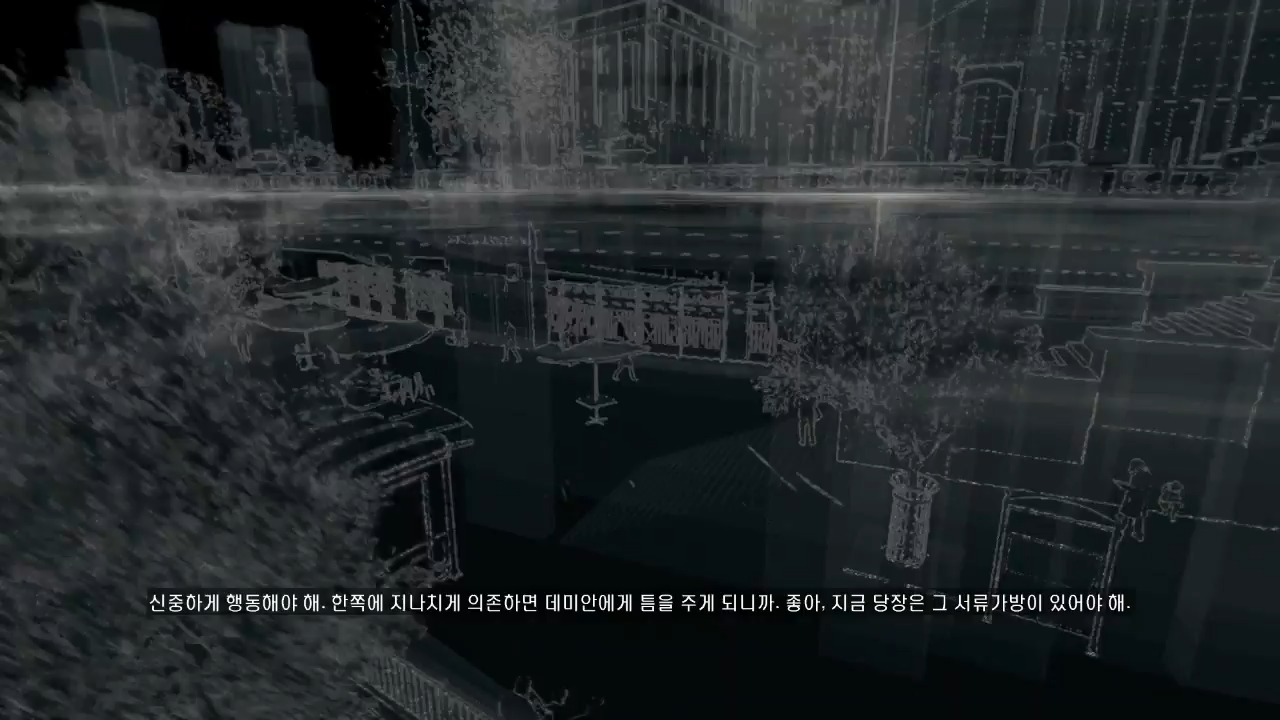 신중하게 행동해야 해. 한쪽에 지나치게 의존하면 데미안에게 틈을 주게 되니까. 좋아, 지금 당장은 그 서류가방이 있어야 해.